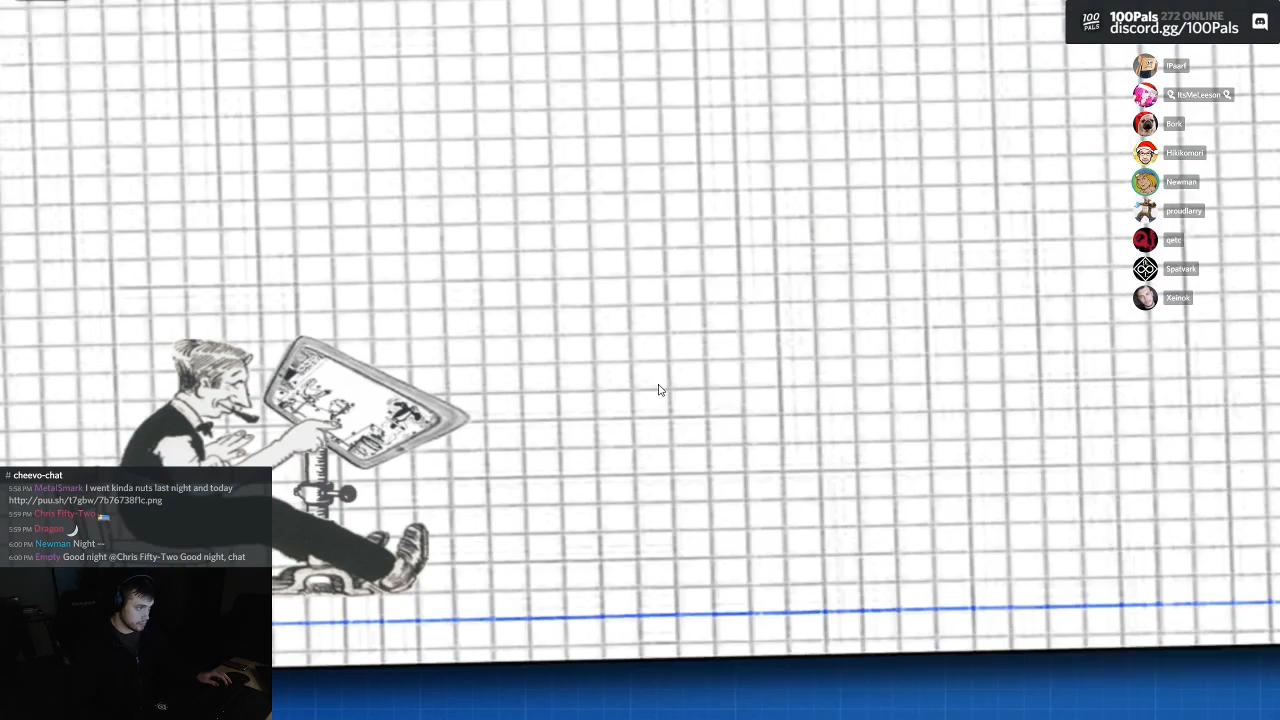 100Pals 272 ONLINE
discord.gg/100Pals
100
PALS
!Paarf
ItsMeLeeson
Bork
Hikikomori
Newman
proudlarry
qetc
Spatvark
Xeinok
# cheevo-chat
5:58 PM MetalSmark I went kinda nuts last night and today
http://puu.sh/t7gbw/7b76738f1c.png
5:59 PM Chris Fifty-Two
5:59 PM Dragon
6:00 PM Newman Night --
6:00 PM Empty Good night @Chris Fifty-Two Good night, chat